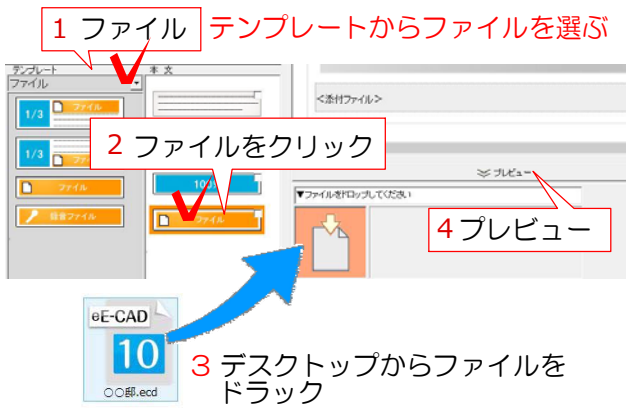 1 ファイル
テンプレートからファイルを選ぶ
テンプレート
本 文
ファイル
<添付ファイル>
1/3 ファイル
2 ファイルをクリック
1/3 ファイル
100%
プレビュー
ファイル
▼ファイルをドロップしてください
録音ファイル
ファイル
4プレビュー
eE-CAD
10
○○邸.ecd
3 デスクトップからファイルを
ドラック